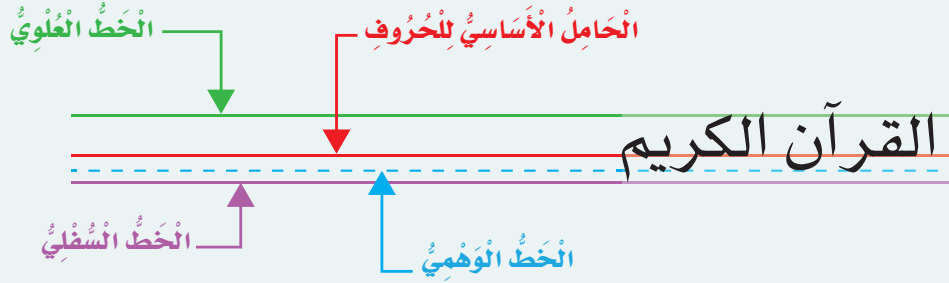 الْحَامِلُ الْأَسَاسِيُّ لِلْحُرُوفِ
الْخَطُّ الْعُلْوِيُّ
القرآن الكريم
الْخَطُّ السُّفْلِيُّ
الْخَطُّ الْوَهْمِيُّ